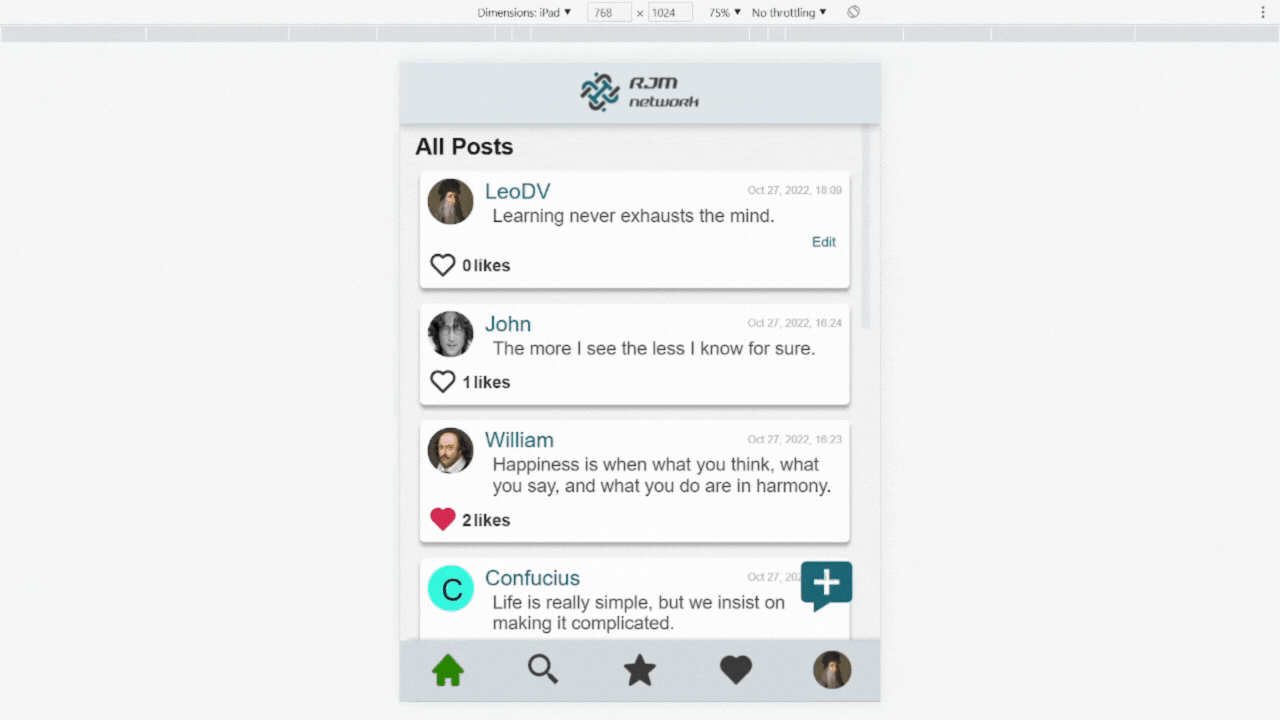 Dimensions: iPad ▼ 768 × 1024 75% ▼ No throttling ▼
RJM
network
All Posts
LeoDV Oct 27, 2022, 18:09
Learning never exhausts the mind.
Edit
0 likes
John Oct 27, 2022, 16:24
The more I see the less I know for sure.
1 likes
William Oct 27, 2022, 16:23
Happiness is when what you think, what
you say, and what you do are in harmony.
2 likes
C Confucius Oct 27, 202
Life is really simple, but we insist on
making it complicated.